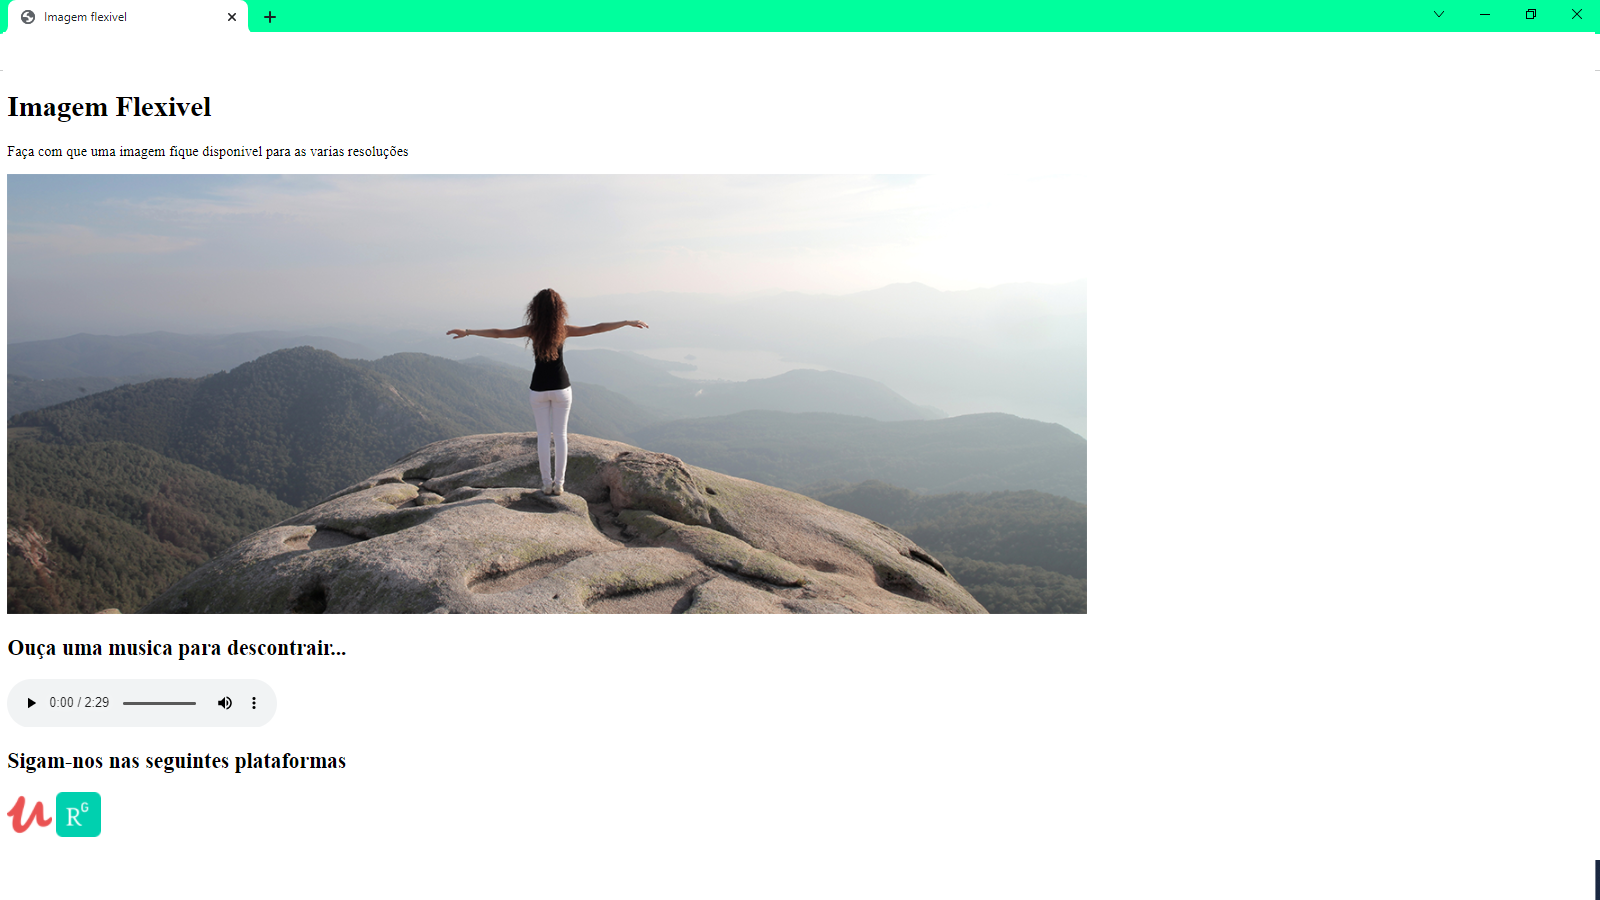 Imagem flexivel
Imagem Flexivel
Faça com que uma imagem fique disponivel para as varias resoluções
Ouça uma musica para descontrair...
0:00 / 2:29
Sigam-nos nas seguintes plataformas
u RG